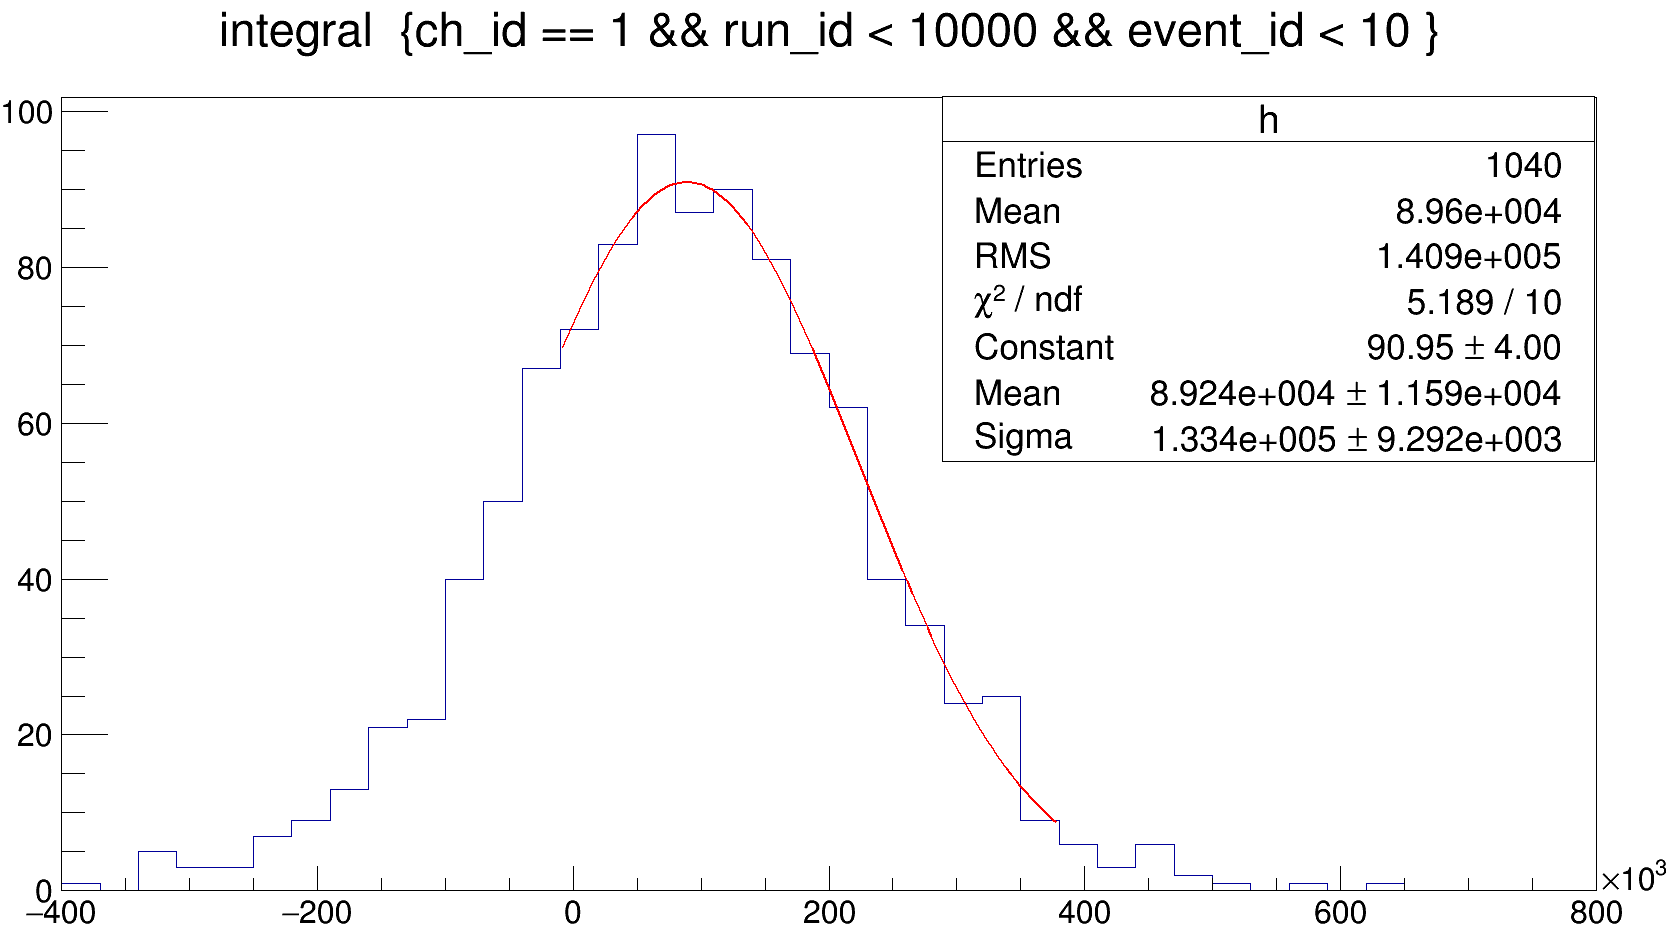 integral {ch_id == 1 && run_id < 10000 && event_id < 10 }
h
Entries 1040
Mean 8.96e+004
RMS 1.409e+005
χ² / ndf 5.189 / 10
Constant 90.95 ± 4.00
Mean 8.924e+004 ± 1.159e+004
Sigma 1.334e+005 ± 9.292e+003
100
80
60
40
20
0
−400 −200 0 200 400 600 800
×10³